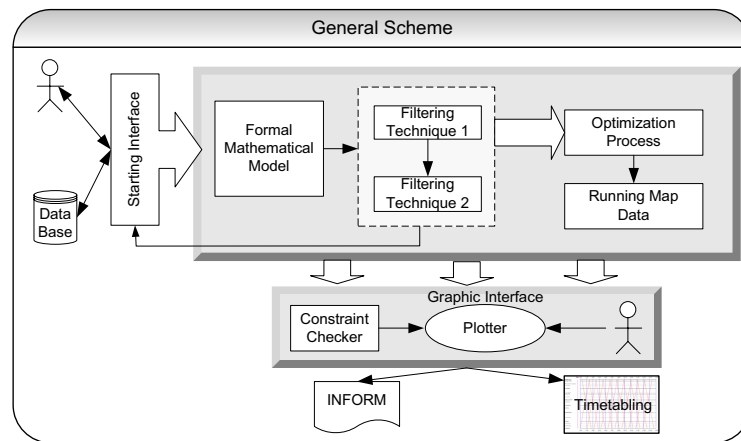 General Scheme
Starting Interface
Data
Base
Formal
Mathematical
Model
Filtering
Technique 1
Filtering
Technique 2
Optimization
Process
Running Map
Data
Graphic Interface
Constraint
Checker
Plotter
INFORM
Timetabling